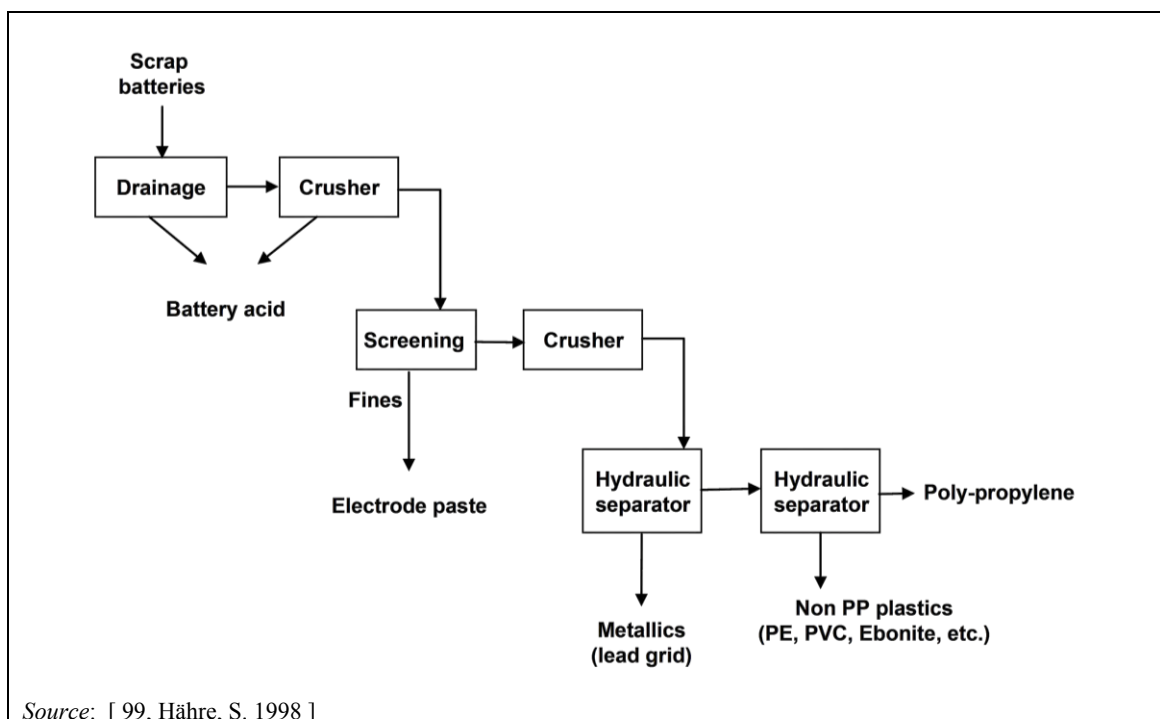 Scrap
batteries
Drainage
Crusher
Battery acid
Screening
Crusher
Fines
Electrode paste
Hydraulic
separator
Hydraulic
separator
Poly-propylene
Metallics
(lead grid)
Non PP plastics
(PE, PVC, Ebonite, etc.)
Source: [ 99, Hähre, S. 1998 ]